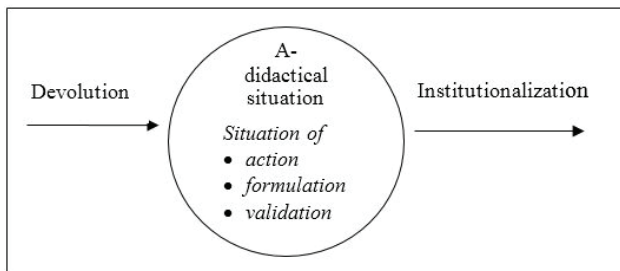 A-
didactical
situation
Devolution
Institutionalization
Situation of
• action
• formulation
• validation